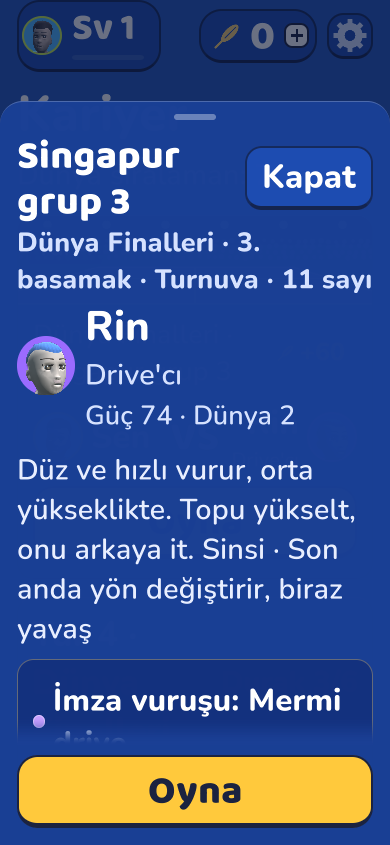 Sv 1
0
Kariyer
Singapur
grup 3
Kapat
Dünya Finalleri · 3.
basamak · Turnuva · 11 sayı
Rin
Drive'cı
Güç 74 · Dünya 2
Düz ve hızlı vurur, orta
yükseklikte. Topu yükselt,
onu arkaya it. Sinsi · Son
anda yön değiştirir, biraz
yavaş
İmza vuruşu: Mermi
drive
Oyna